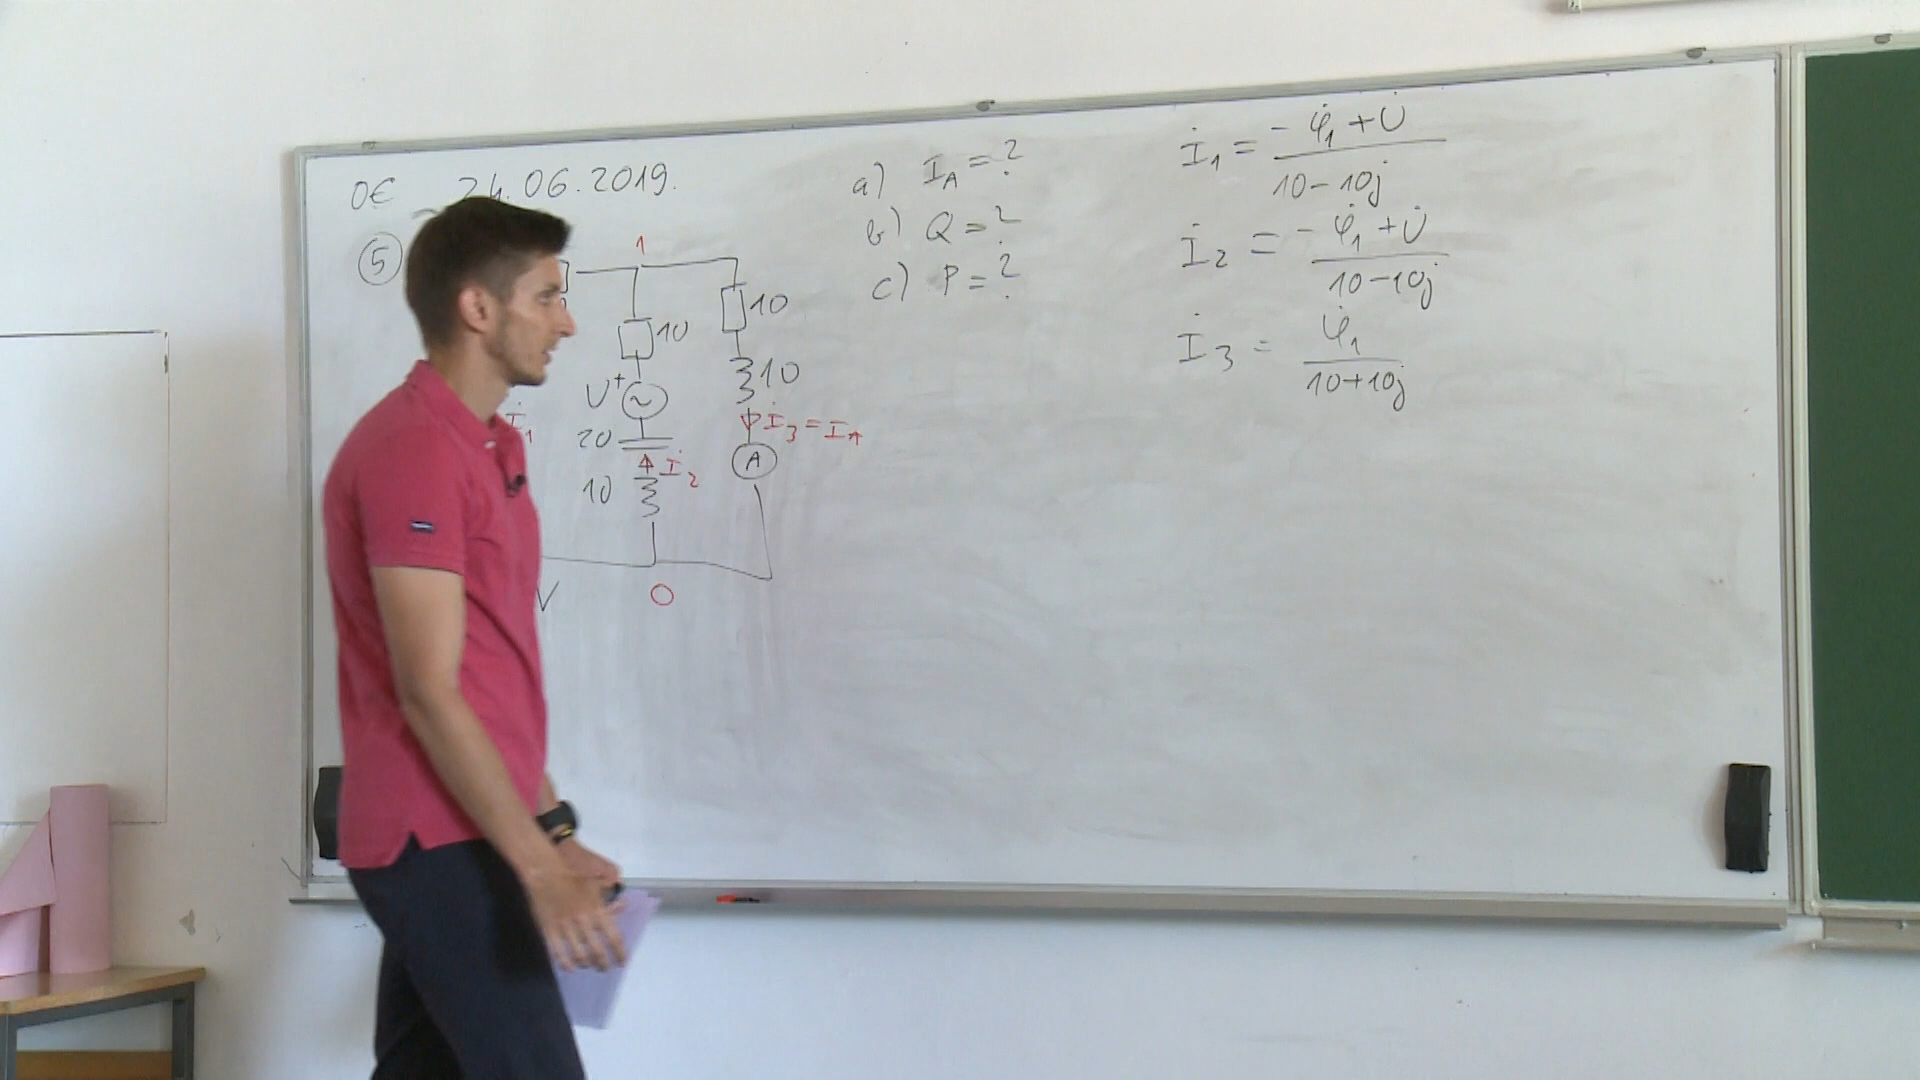 OE 24.06.2019.
5
1
10
10
U+
~
20
10
İ1
İ2
10
İ3 = IA
A
V
0
a) IA = ?
b) Q = ?
c) P = ?
İ1 = (-φ̇1 + U̇) / (10 - 10j)
İ2 = (-φ̇1 + U̇) / (10 - 10j)
İ3 = φ̇1 / (10 + 10j)